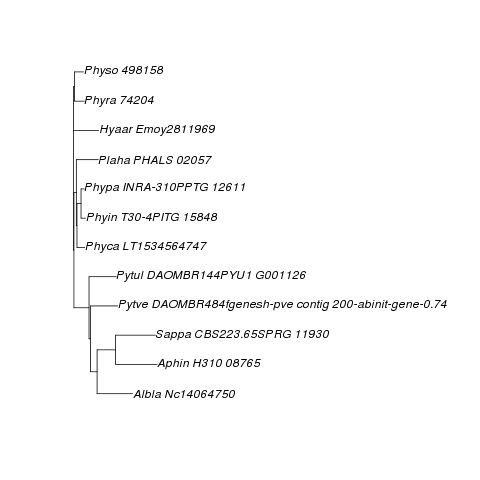 Physo 498158
Phyra 74204
Hyaar Emoy2811969
Plaha PHALS 02057
Phypa INRA-310PPTG 12611
Phyin T30-4PITG 15848
Phyca LT1534564747
Pytul DAOMBR144PYU1 G001126
Pytve DAOMBR484fgenesh-pve contig 200-abinit-gene-0.74
Sappa CBS223.65SPRG 11930
Aphin H310 08765
Albla Nc14064750